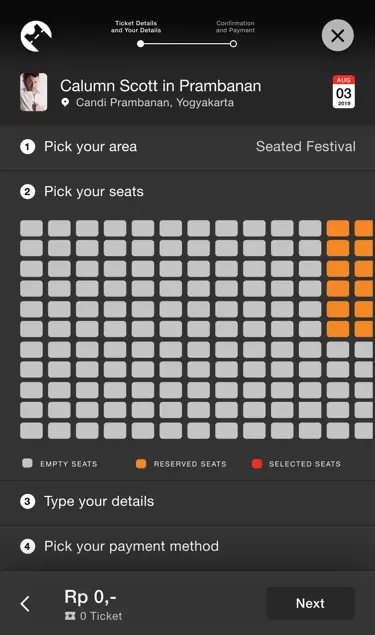 Ticket Details
and Your Details
Confirmation
and Payment
Calumn Scott in Prambanan
Candi Prambanan, Yogyakarta
AUG
03
2019
1 Pick your area
Seated Festival
2 Pick your seats
EMPTY SEATS
RESERVED SEATS
SELECTED SEATS
3 Type your details
4 Pick your payment method
Rp 0,-
0 Ticket
Next